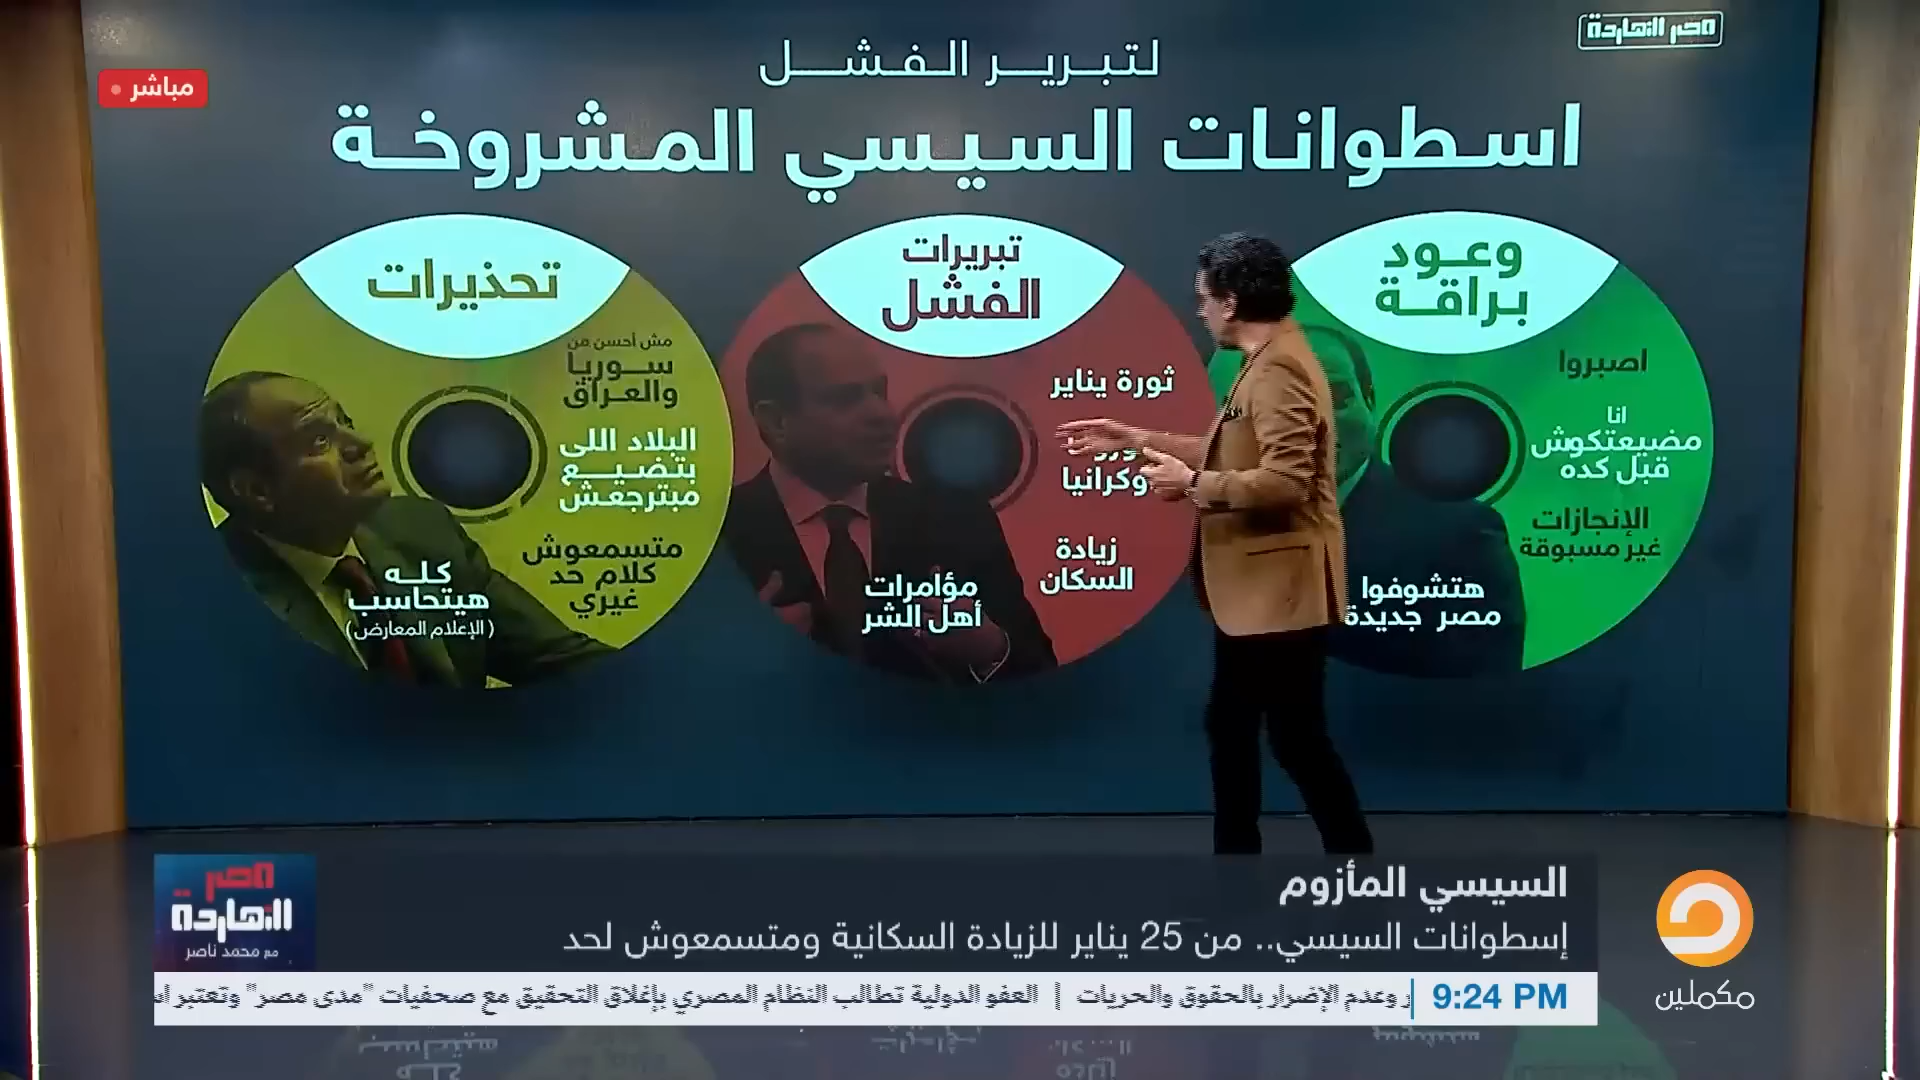 مصر النهاردة
مباشر
لتبرير الفشل
اسطوانات السيسي المشروخة
وعود
براقة
اصبروا
انا
مضيعتكوش
قبل كده
الإنجازات
غير مسبوقة
هتشوفوا
مصر جديدة
تبريرات
الفشل
ثورة يناير
وكرانيا
زيادة
السكان
مؤامرات
أهل الشر
تحذيرات
مش أحسن من
سوريا
والعراق
البلاد اللى
بتضيع
مبترجعش
متسمعوش
كلام حد
غيري
كله
هيتحاسب
(الإعلام المعارض)
السيسي المأزوم
إسطوانات السيسي.. من 25 يناير للزيادة السكانية ومتسمعوش لحد
مصر
النهاردة
مع محمد ناصر
9:24 PM
ر وعدم الإضرار بالحقوق والحريات | العفو الدولية تطالب النظام المصري بإغلاق التحقيق مع صحفيات "مدى مصر" وتعتبر
مكملين